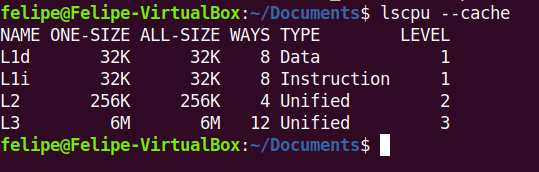 felipe@Felipe-VirtualBox:~/Documents$ lscpu --cache
NAME ONE-SIZE ALL-SIZE WAYS TYPE        LEVEL
L1d       32K      32K    8 Data            1
L1i       32K      32K    8 Instruction     1
L2       256K     256K    4 Unified         2
L3         6M       6M   12 Unified         3
felipe@Felipe-VirtualBox:~/Documents$